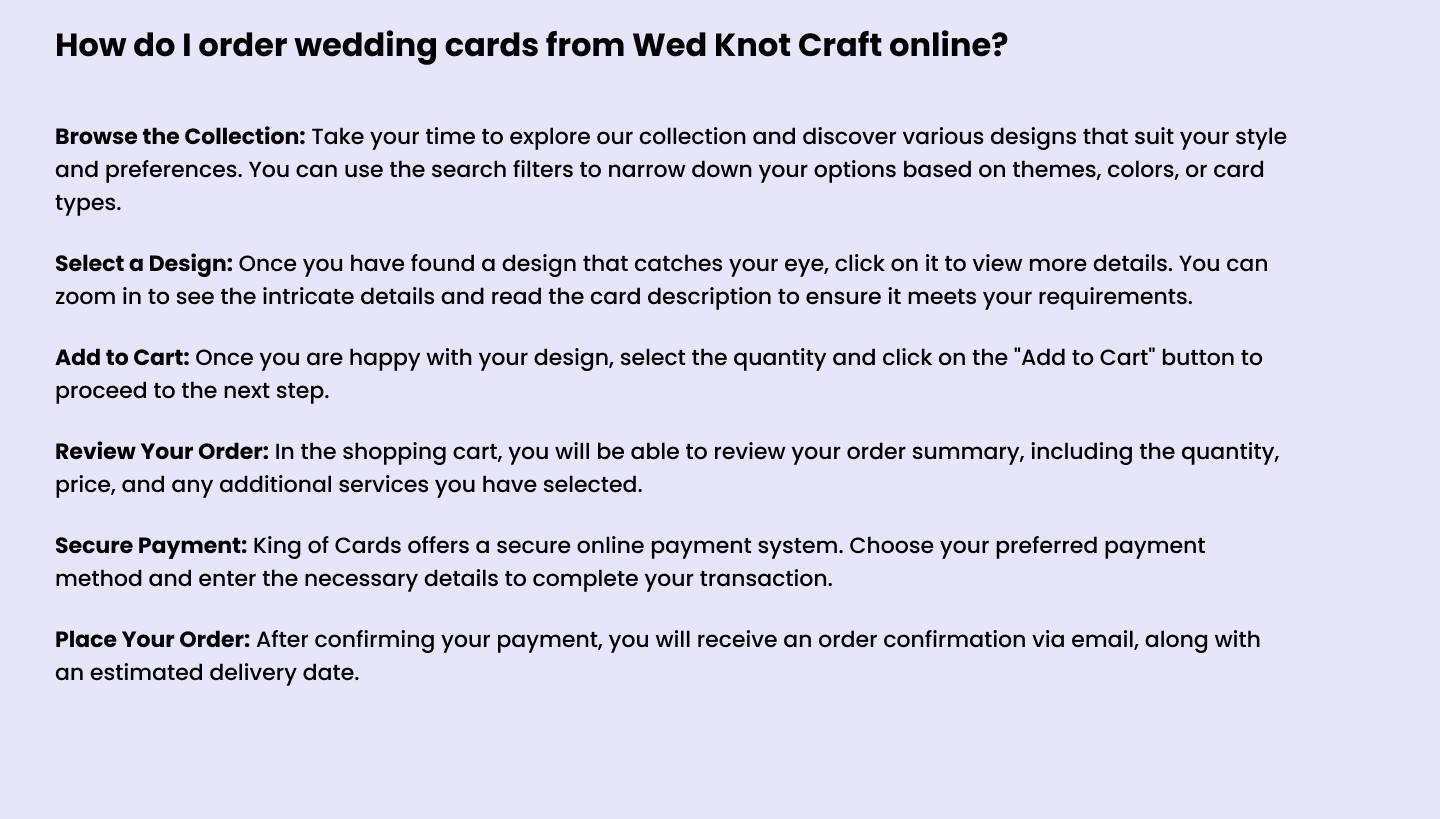 How do I order wedding cards from Wed Knot Craft online?
Browse the Collection: Take your time to explore our collection and discover various designs that suit your style
and preferences. You can use the search filters to narrow down your options based on themes, colors, or card
types.
Select a Design: Once you have found a design that catches your eye, click on it to view more details. You can
zoom in to see the intricate details and read the card description to ensure it meets your requirements.
Add to Cart: Once you are happy with your design, select the quantity and click on the "Add to Cart" button to
proceed to the next step.
Review Your Order: In the shopping cart, you will be able to review your order summary, including the quantity,
price, and any additional services you have selected.
Secure Payment: King of Cards offers a secure online payment system. Choose your preferred payment
method and enter the necessary details to complete your transaction.
Place Your Order: After confirming your payment, you will receive an order confirmation via email, along with
an estimated delivery date.